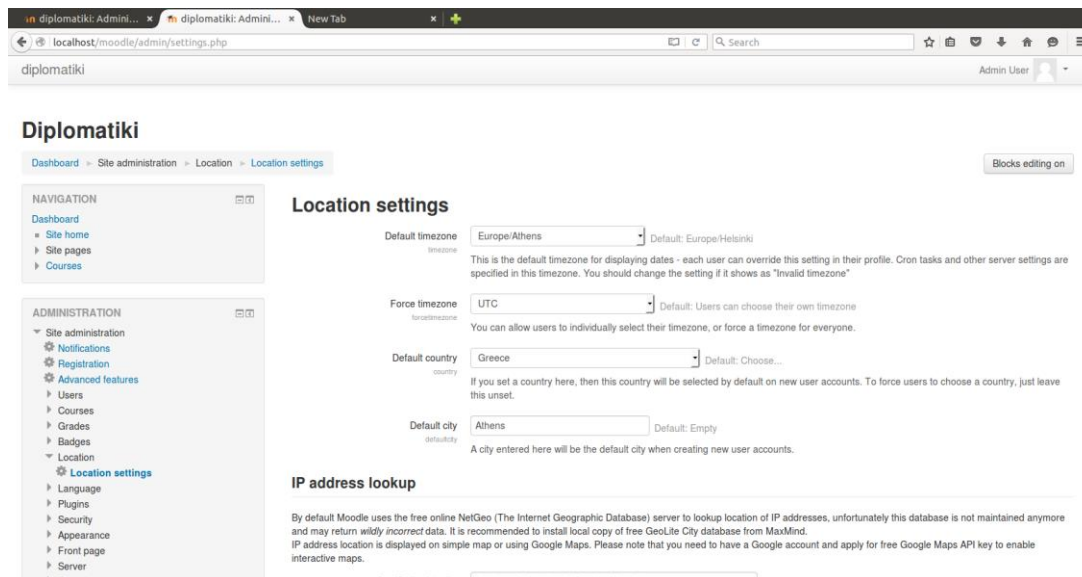 diplomatiki: Admini...
diplomatiki: Admini...
New Tab
localhost/moodle/admin/settings.php
Search
diplomatiki
Admin User
Diplomatiki
Dashboard
Site administration
Location
Location settings
Blocks editing on
NAVIGATION
Dashboard
Site home
Site pages
Courses
ADMINISTRATION
Site administration
Notifications
Registration
Advanced features
Users
Courses
Grades
Badges
Location
Location settings
Language
Plugins
Security
Appearance
Front page
Server
Location settings
Default timezone
timezone
Europe/Athens
Default: Europe/Helsinki
This is the default timezone for displaying dates - each user can override this setting in their profile. Cron tasks and other server settings are
specified in this timezone. You should change the setting if it shows as "Invalid timezone"
Force timezone
forcetimezone
UTC
Default: Users can choose their own timezone
You can allow users to individually select their timezone, or force a timezone for everyone.
Default country
country
Greece
Default: Choose...
If you set a country here, then this country will be selected by default on new user accounts. To force users to choose a country, just leave
this unset.
Default city
defaultcity
Athens
Default: Empty
A city entered here will be the default city when creating new user accounts.
IP address lookup
By default Moodle uses the free online NetGeo (The Internet Geographic Database) server to lookup location of IP addresses, unfortunately this database is not maintained anymore
and may return wildly incorrect data. It is recommended to install local copy of free GeoLite City database from MaxMind.
IP address location is displayed on simple map or using Google Maps. Please note that you need to have a Google account and apply for free Google Maps API key to enable
interactive maps.